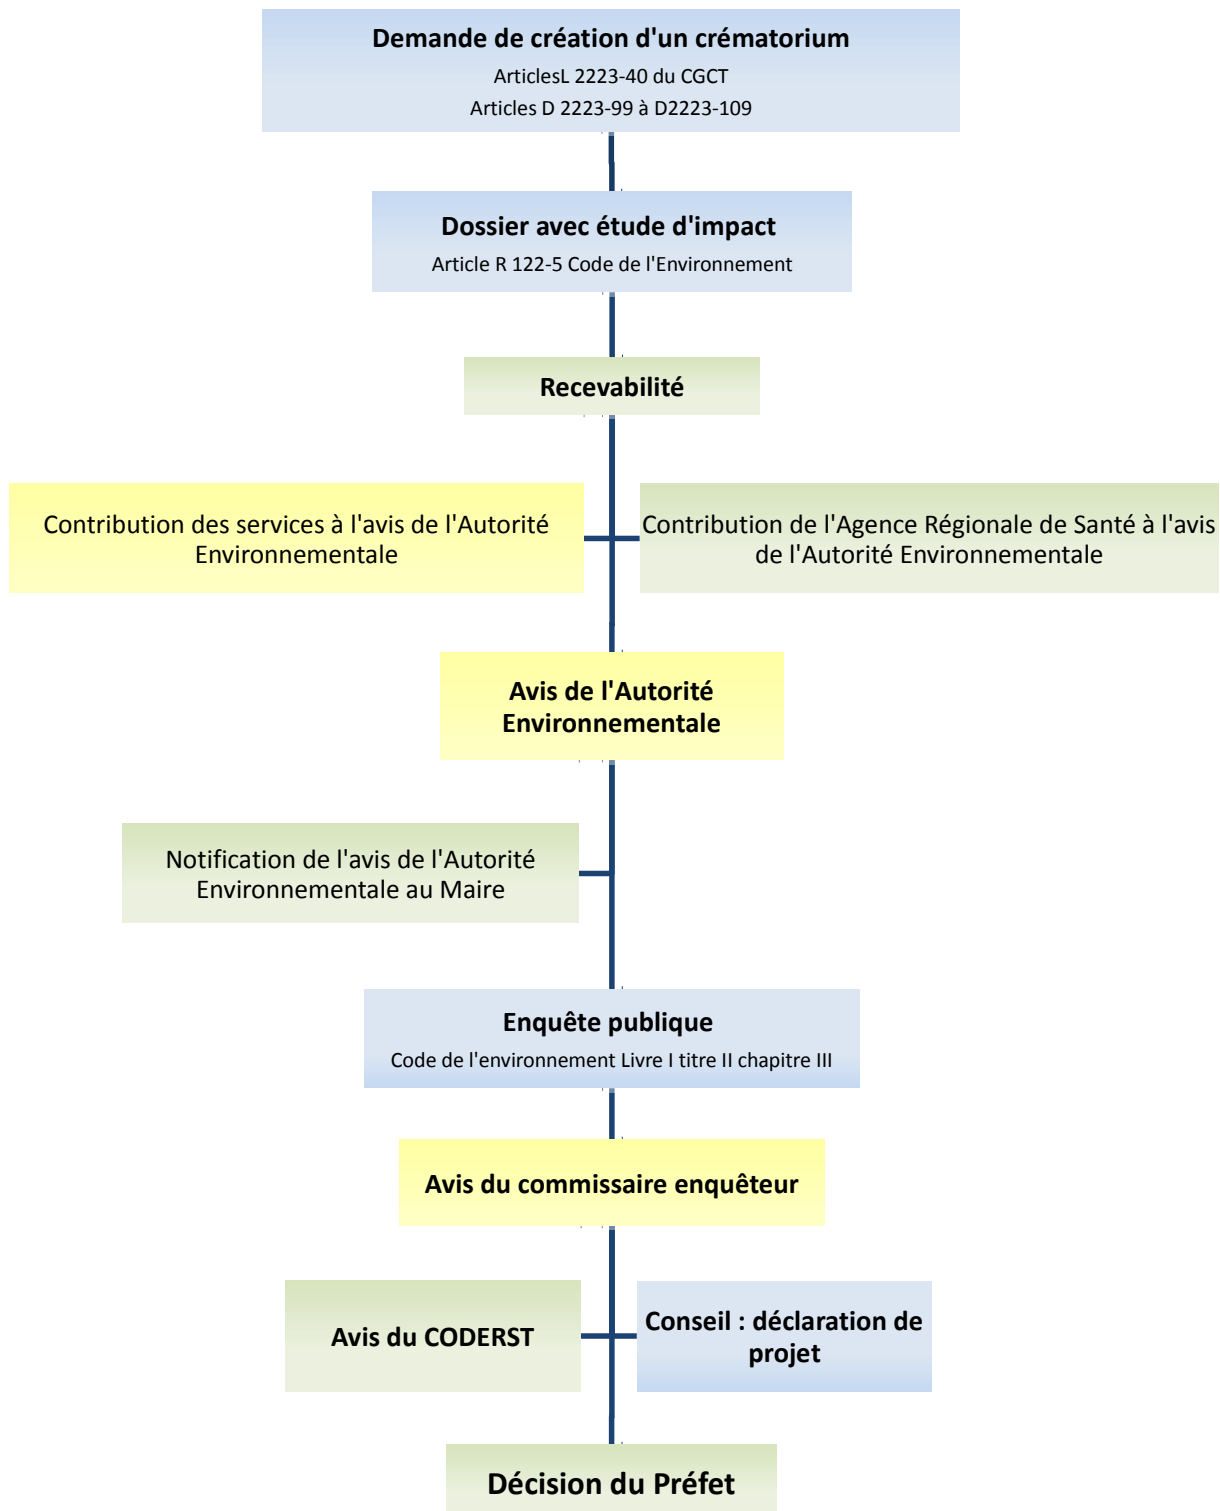 Demande de création d'un crématorium
ArticlesL 2223-40 du CGCT
Articles D 2223-99 à D2223-109
Dossier avec étude d'impact
Article R 122-5 Code de l'Environnement
Recevabilité
Contribution des services à l'avis de l'Autorité
Environnementale
Contribution de l'Agence Régionale de Santé à l'avis
de l'Autorité Environnementale
Avis de l'Autorité
Environnementale
Notification de l'avis de l'Autorité
Environnementale au Maire
Enquête publique
Code de l'environnement Livre I titre II chapitre III
Avis du commissaire enquêteur
Avis du CODERST
Conseil : déclaration de
projet
Décision du Préfet